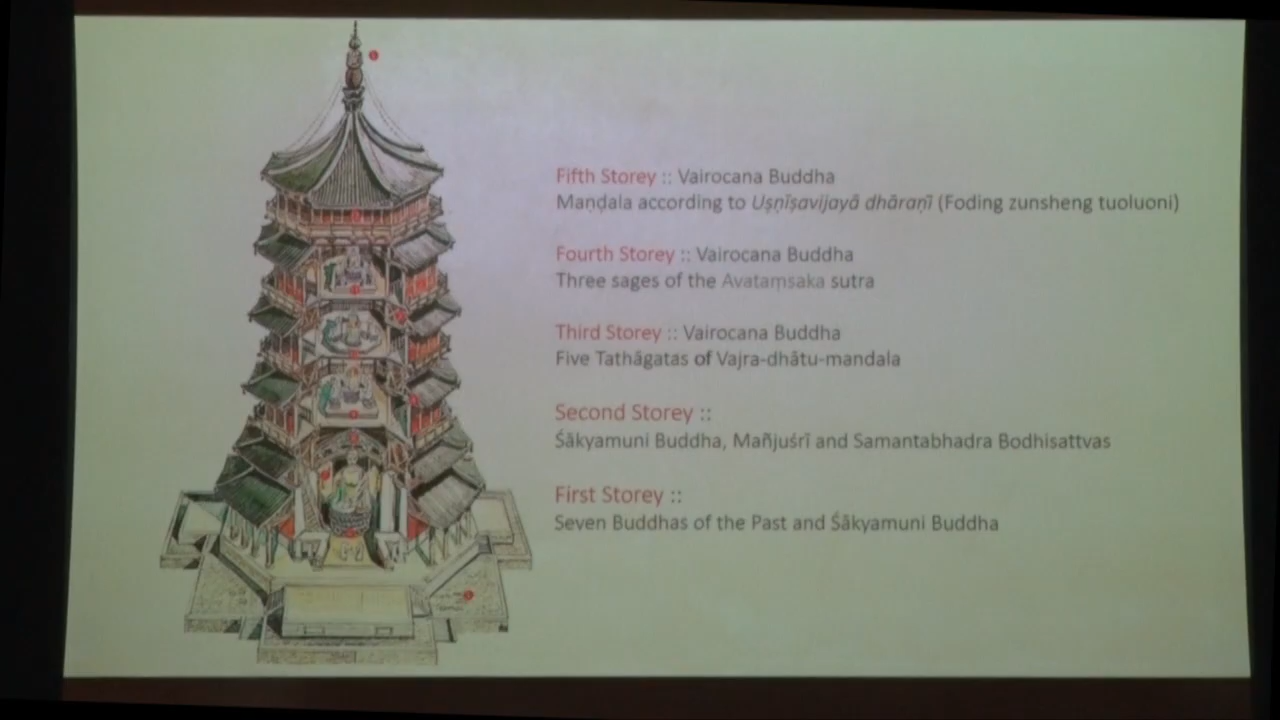 Fifth Storey :: Vairocana Buddha
Maṇḍala according to Uṣṇīṣavijayā dhāraṇī (Foding zunsheng tuoluoni)
Fourth Storey :: Vairocana Buddha
Three sages of the Avataṃsaka sutra
Third Storey :: Vairocana Buddha
Five Tathāgatas of Vajra-dhātu-mandala
Second Storey ::
Śākyamuni Buddha, Mañjuśrī and Samantabhadra Bodhisattvas
First Storey ::
Seven Buddhas of the Past and Śākyamuni Buddha